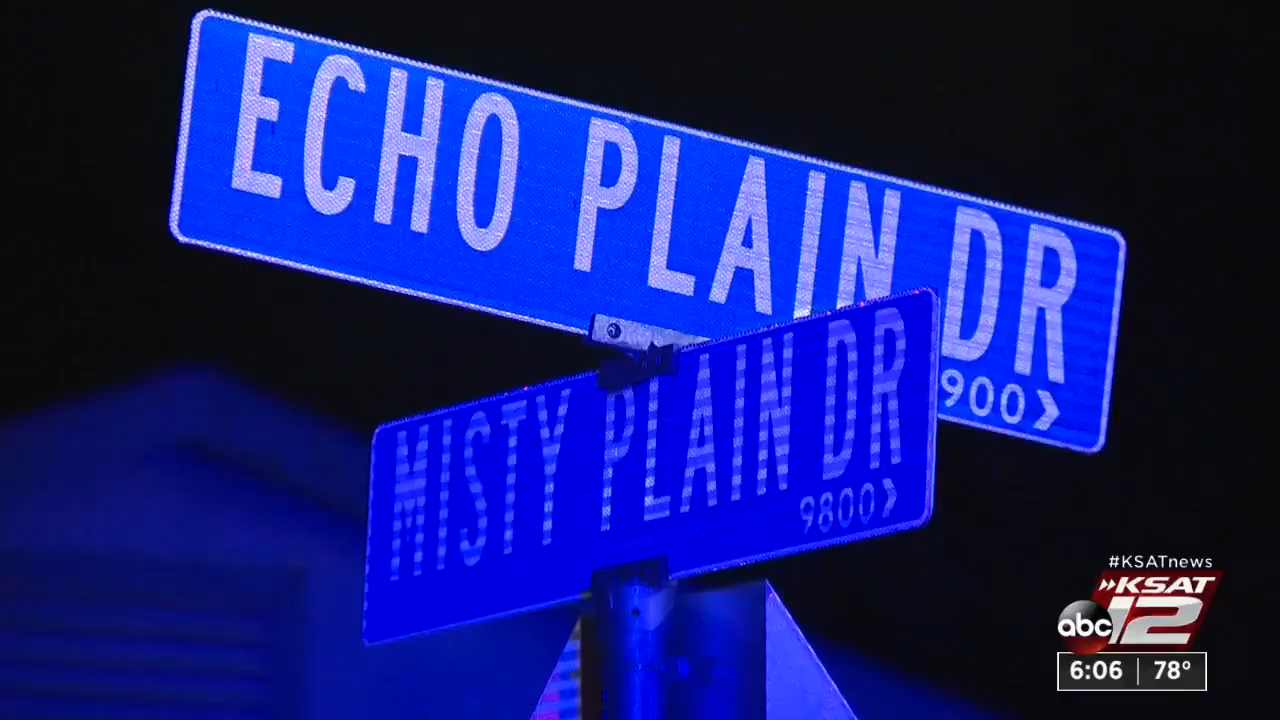 ECHO PLAIN DR
900
MISTY PLAIN DR
9800
#KSATnews
KSAT
abc 12
6:06 | 78°